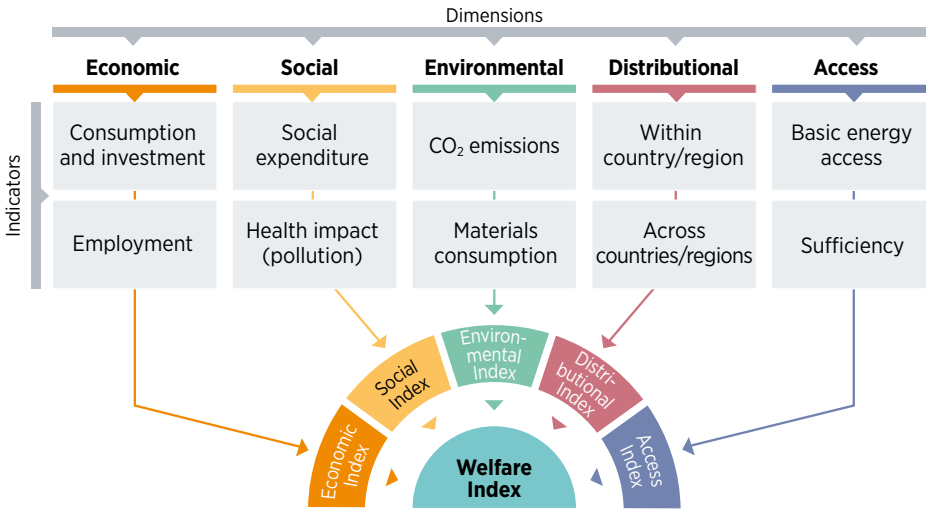 Dimensions
Economic
Social
Environmental
Distributional
Access
Indicators
Consumption
and investment
Social
expenditure
CO₂ emissions
Within
country/region
Basic energy
access
Employment
Health impact
(pollution)
Materials
consumption
Across
countries/regions
Sufficiency
Economic
Index
Social
Index
Environ-
mental
Index
Distri-
butional
Index
Access
Index
Welfare
Index